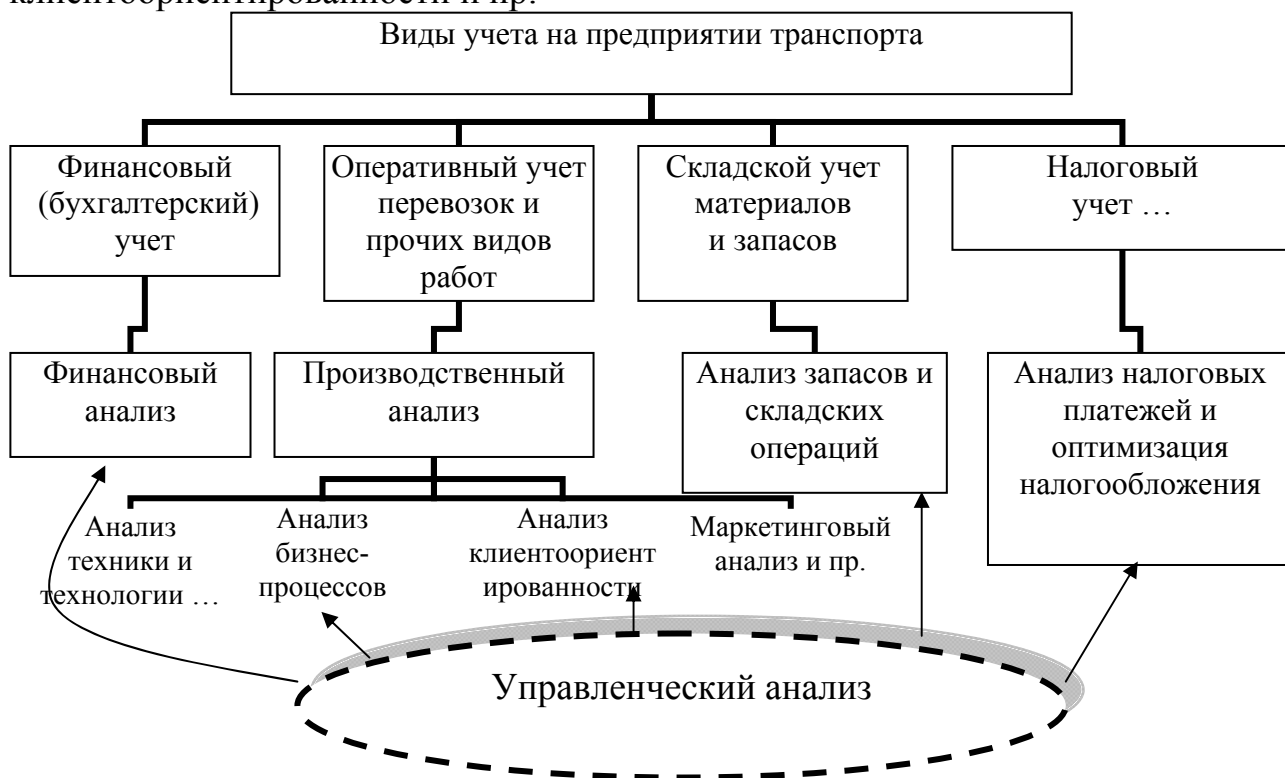 клиентоориентированности и пр.
Виды учета на предприятии транспорта
Финансовый
(бухгалтерский)
учет
Оперативный учет
перевозок и
прочих видов
работ
Складской учет
материалов
и запасов
Налоговый
учет …
Финансовый
анализ
Производственный
анализ
Анализ запасов и
складских
операций
Анализ налоговых
платежей и
оптимизация
налогообложения
Анализ
техники и
технологии …
Анализ
бизнес-
процессов
Анализ
клиентоориент
ированности
Маркетинговый
анализ и пр.
Управленческий анализ